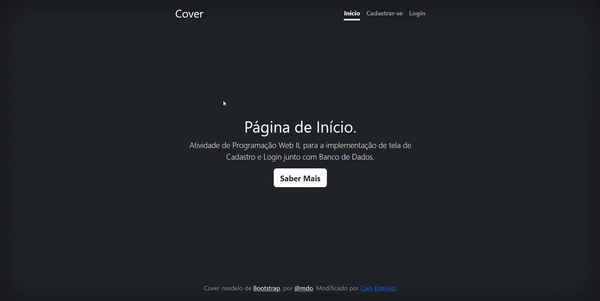 Cover
Início Cadastrar-se Login
Página de Início.
Atividade de Programação Web II, para a implementação de tela de
Cadastro e Login junto com Banco de Dados.
Saber Mais
Cover modelo de Bootstrap, por @mdo. Modificado por Caio Estevão.